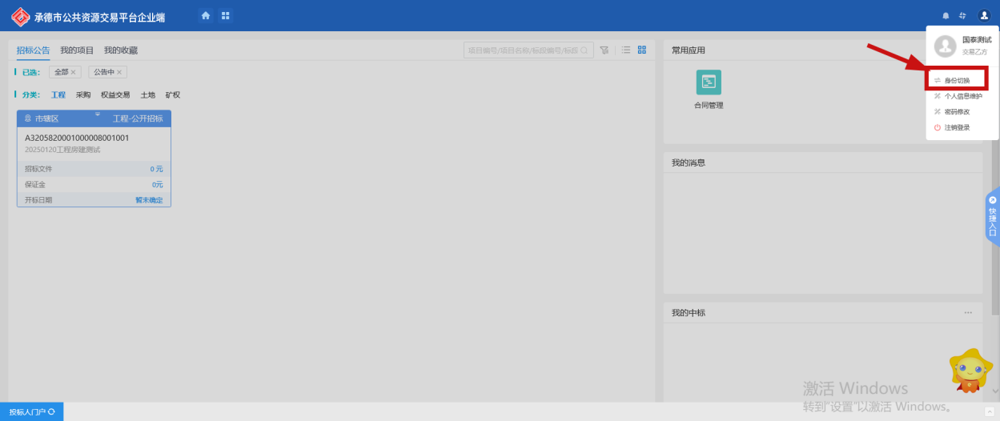 承德市公共资源交易平台企业端
国泰测试
交易乙方
身份切换
个人信息维护
密码修改
注销登录
招标公告 我的项目 我的收藏
项目编号/项目名称/标段编号/标段
已选： 全部 × 公告中 ×
分类： 工程 采购 权益交易 土地 矿权
市辖区 工程-公开招标
A3205820001000008001001
20250120工程房建测试
招标文件 0 元
保证金 0元
开标日期 暂未确定
常用应用
合同管理
我的消息
我的中标
快捷入口
激活 Windows
转到"设置"以激活 Windows。
投标人门户